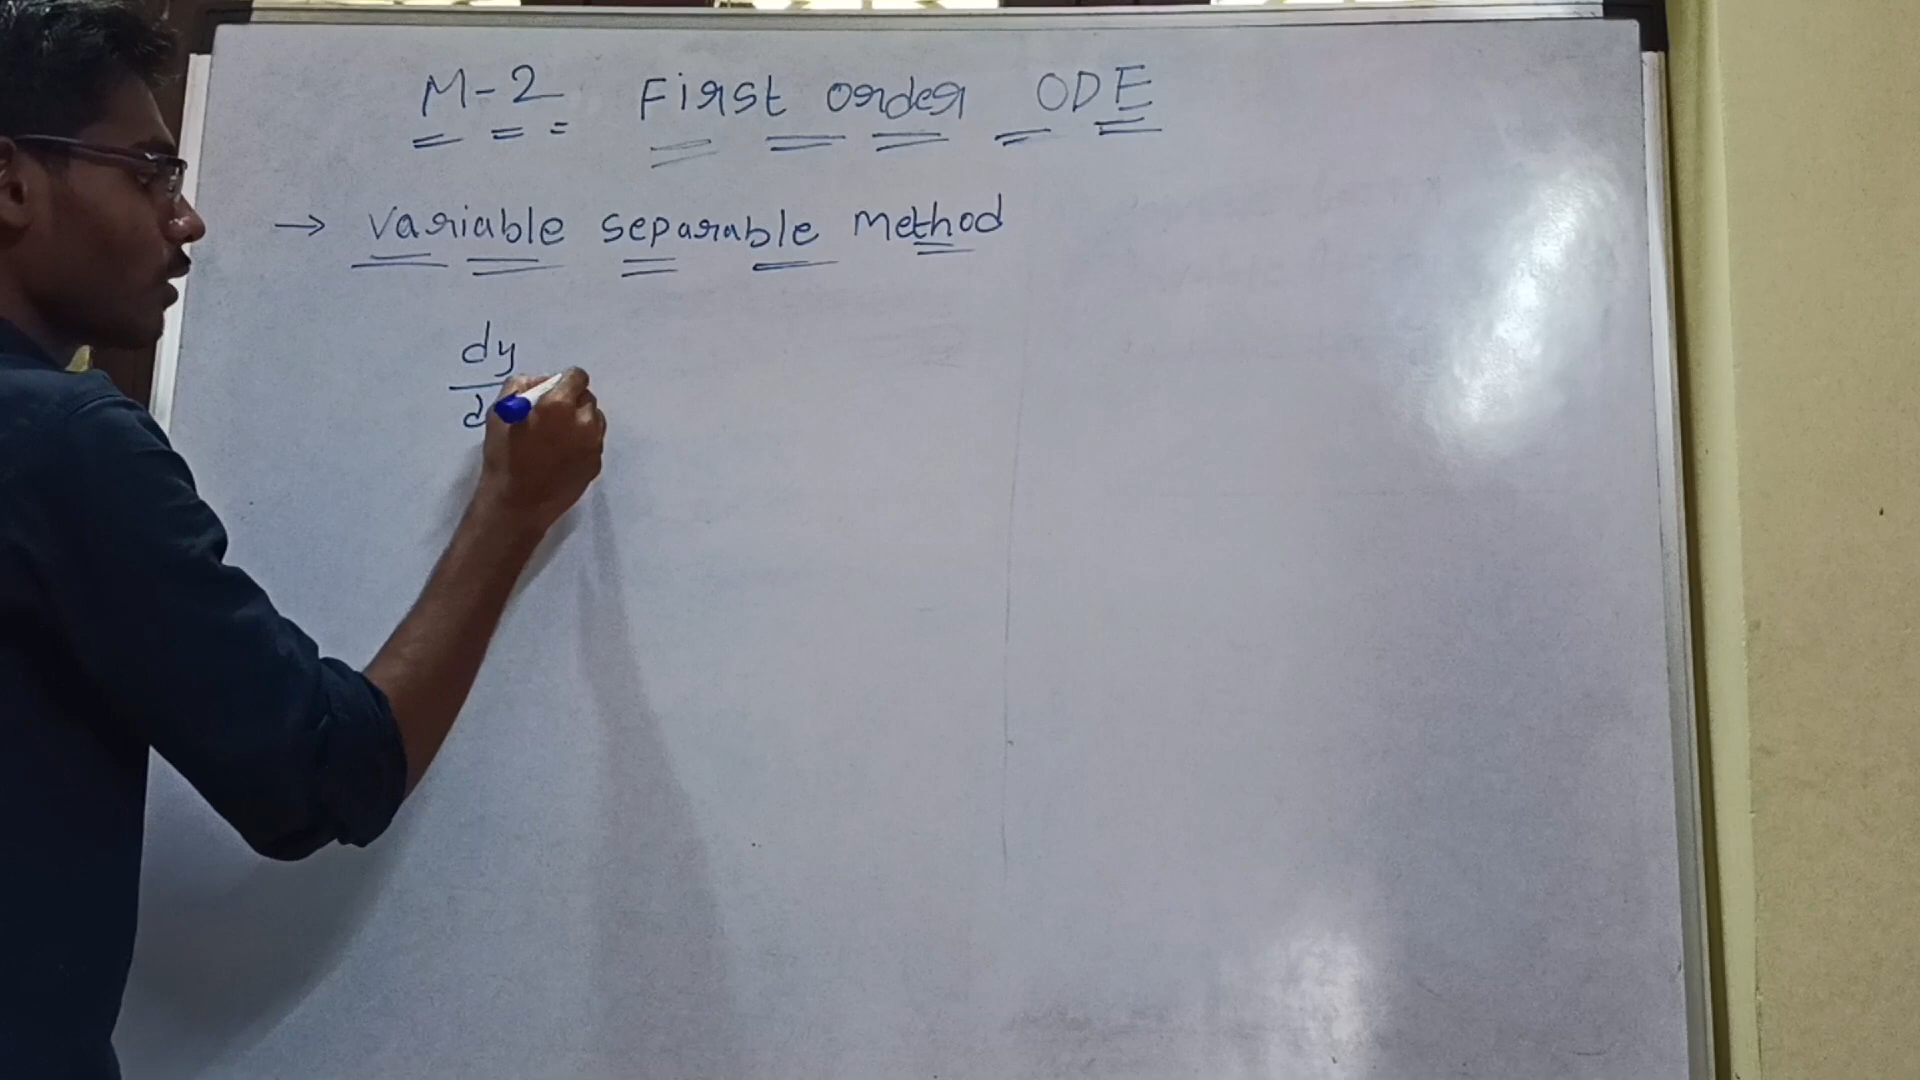 M-2 First order ODE
→ Variable separable Method
dy
d